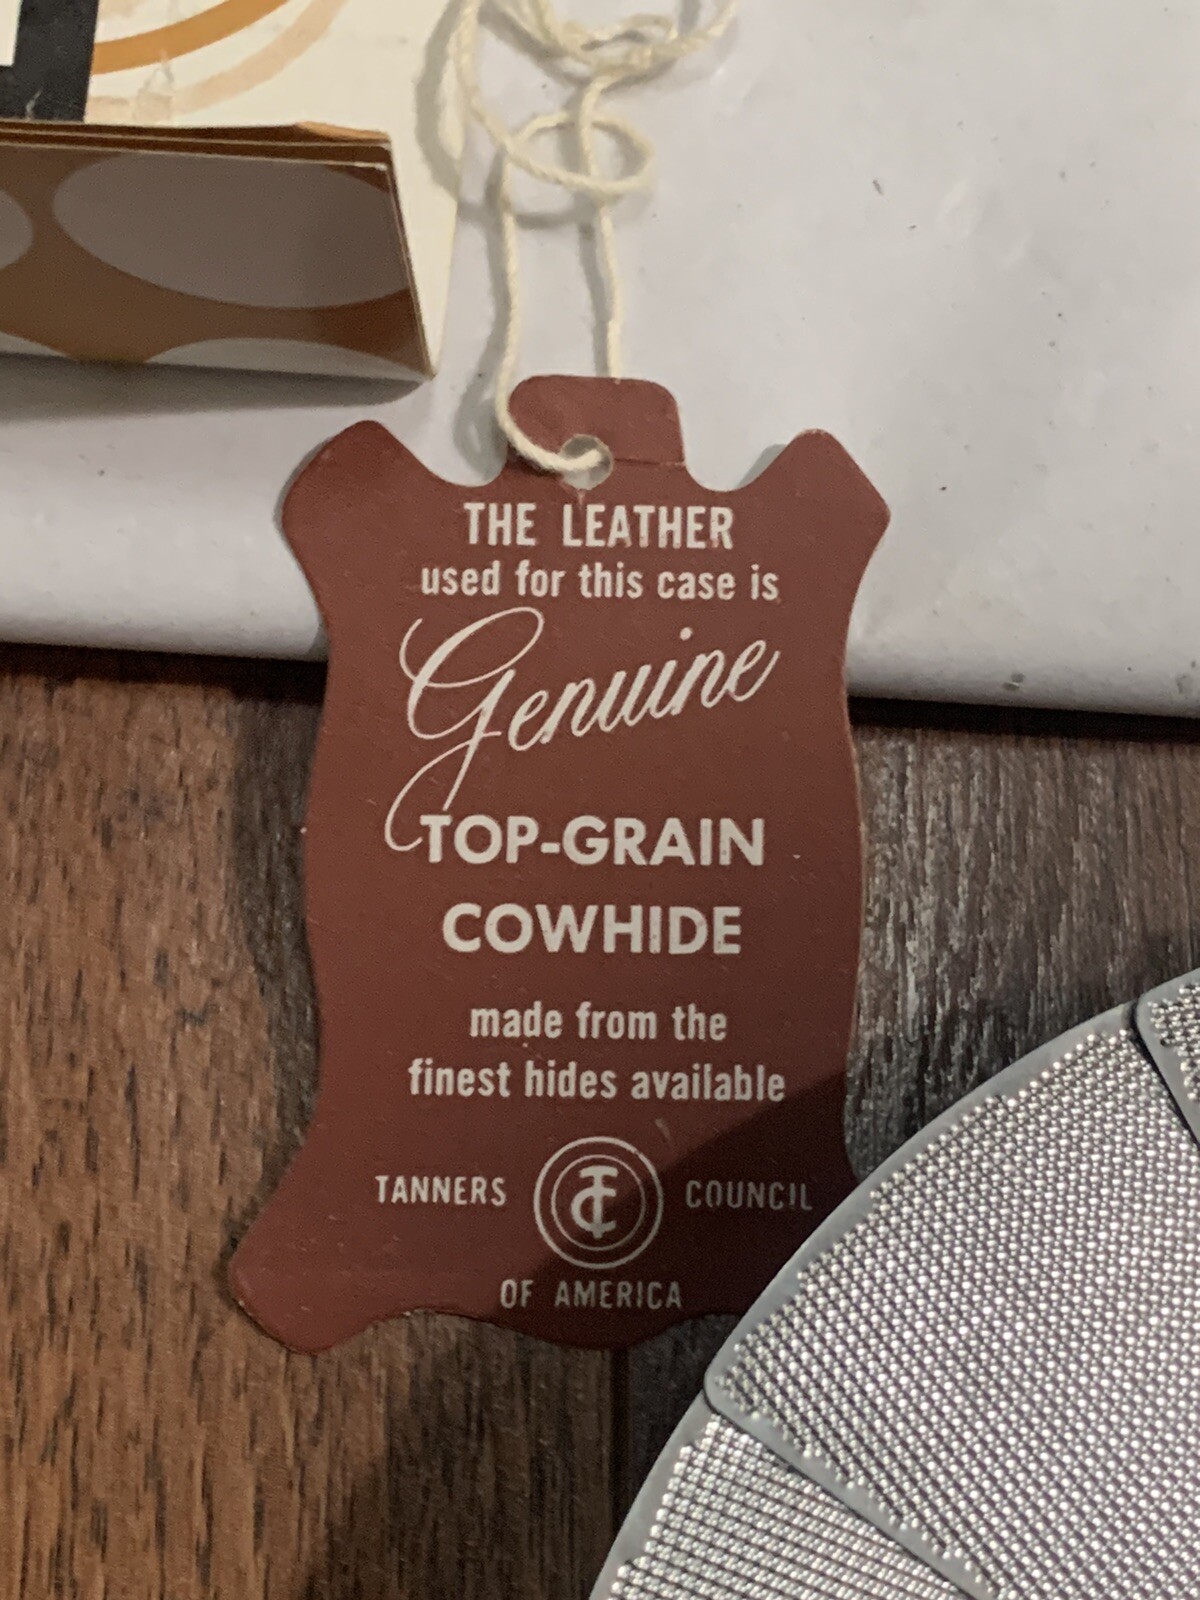 THE LEATHER
used for this case is
Genuine
TOP-GRAIN
COWHIDE
made from the
finest hides available
TANNERS TC COUNCIL
OF AMERICA